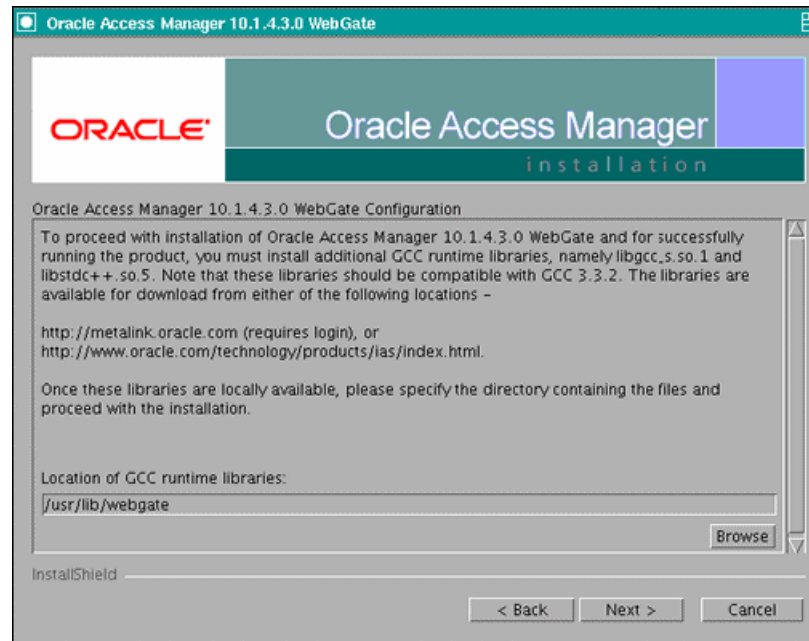 Oracle Access Manager 10.1.4.3.0 WebGate
ORACLE®
Oracle Access Manager
installation
Oracle Access Manager 10.1.4.3.0 WebGate Configuration
To proceed with installation of Oracle Access Manager 10.1.4.3.0 WebGate and for successfully
running the product, you must install additional GCC runtime libraries, namely libgcc_s.so.1 and
libstdc++.so.5. Note that these libraries should be compatible with GCC 3.3.2. The libraries are
available for download from either of the following locations -
http://metalink.oracle.com (requires login), or
http://www.oracle.com/technology/products/ias/index.html.
Once these libraries are locally available, please specify the directory containing the files and
proceed with the installation.
Location of GCC runtime libraries:
/usr/lib/webgate
Browse
InstallShield
< Back
Next >
Cancel